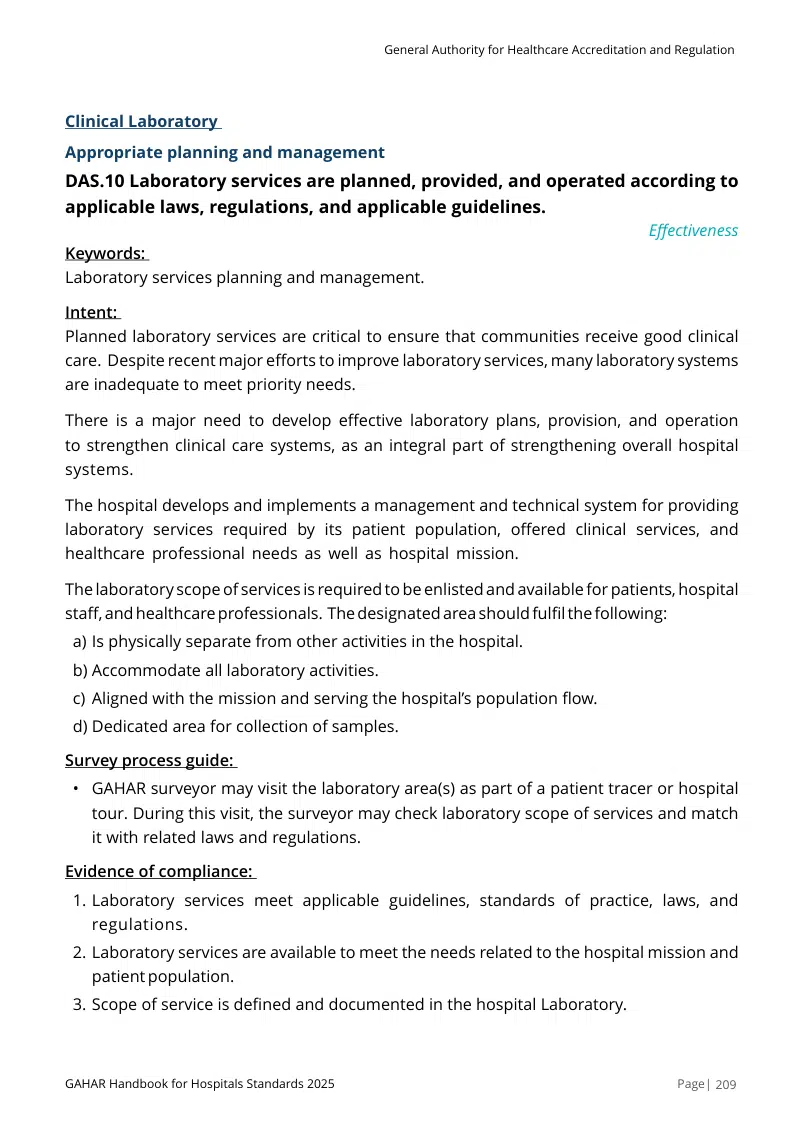 General Authority for Healthcare Accreditation and Regulation
Clinical Laboratory
Appropriate planning and management
DAS.10 Laboratory services are planned, provided, and operated according to
applicable laws, regulations, and applicable guidelines.
Effectiveness
Keywords:
Laboratory services planning and management.
Intent:
Planned laboratory services are critical to ensure that communities receive good clinical
care. Despite recent major efforts to improve laboratory services, many laboratory systems
are inadequate to meet priority needs.
There is a major need to develop effective laboratory plans, provision, and operation
to strengthen clinical care systems, as an integral part of strengthening overall hospital
systems.
The hospital develops and implements a management and technical system for providing
laboratory services required by its patient population, offered clinical services, and
healthcare professional needs as well as hospital mission.
The laboratory scope of services is required to be enlisted and available for patients, hospital
staff, and healthcare professionals. The designated area should fulfil the following:
a) Is physically separate from other activities in the hospital.
b) Accommodate all laboratory activities.
c) Aligned with the mission and serving the hospital’s population flow.
d) Dedicated area for collection of samples.
Survey process guide:
• GAHAR surveyor may visit the laboratory area(s) as part of a patient tracer or hospital
tour. During this visit, the surveyor may check laboratory scope of services and match
it with related laws and regulations.
Evidence of compliance:
1. Laboratory services meet applicable guidelines, standards of practice, laws, and
regulations.
2. Laboratory services are available to meet the needs related to the hospital mission and
patient population.
3. Scope of service is defined and documented in the hospital Laboratory.
GAHAR Handbook for Hospitals Standards 2025
Page| 209